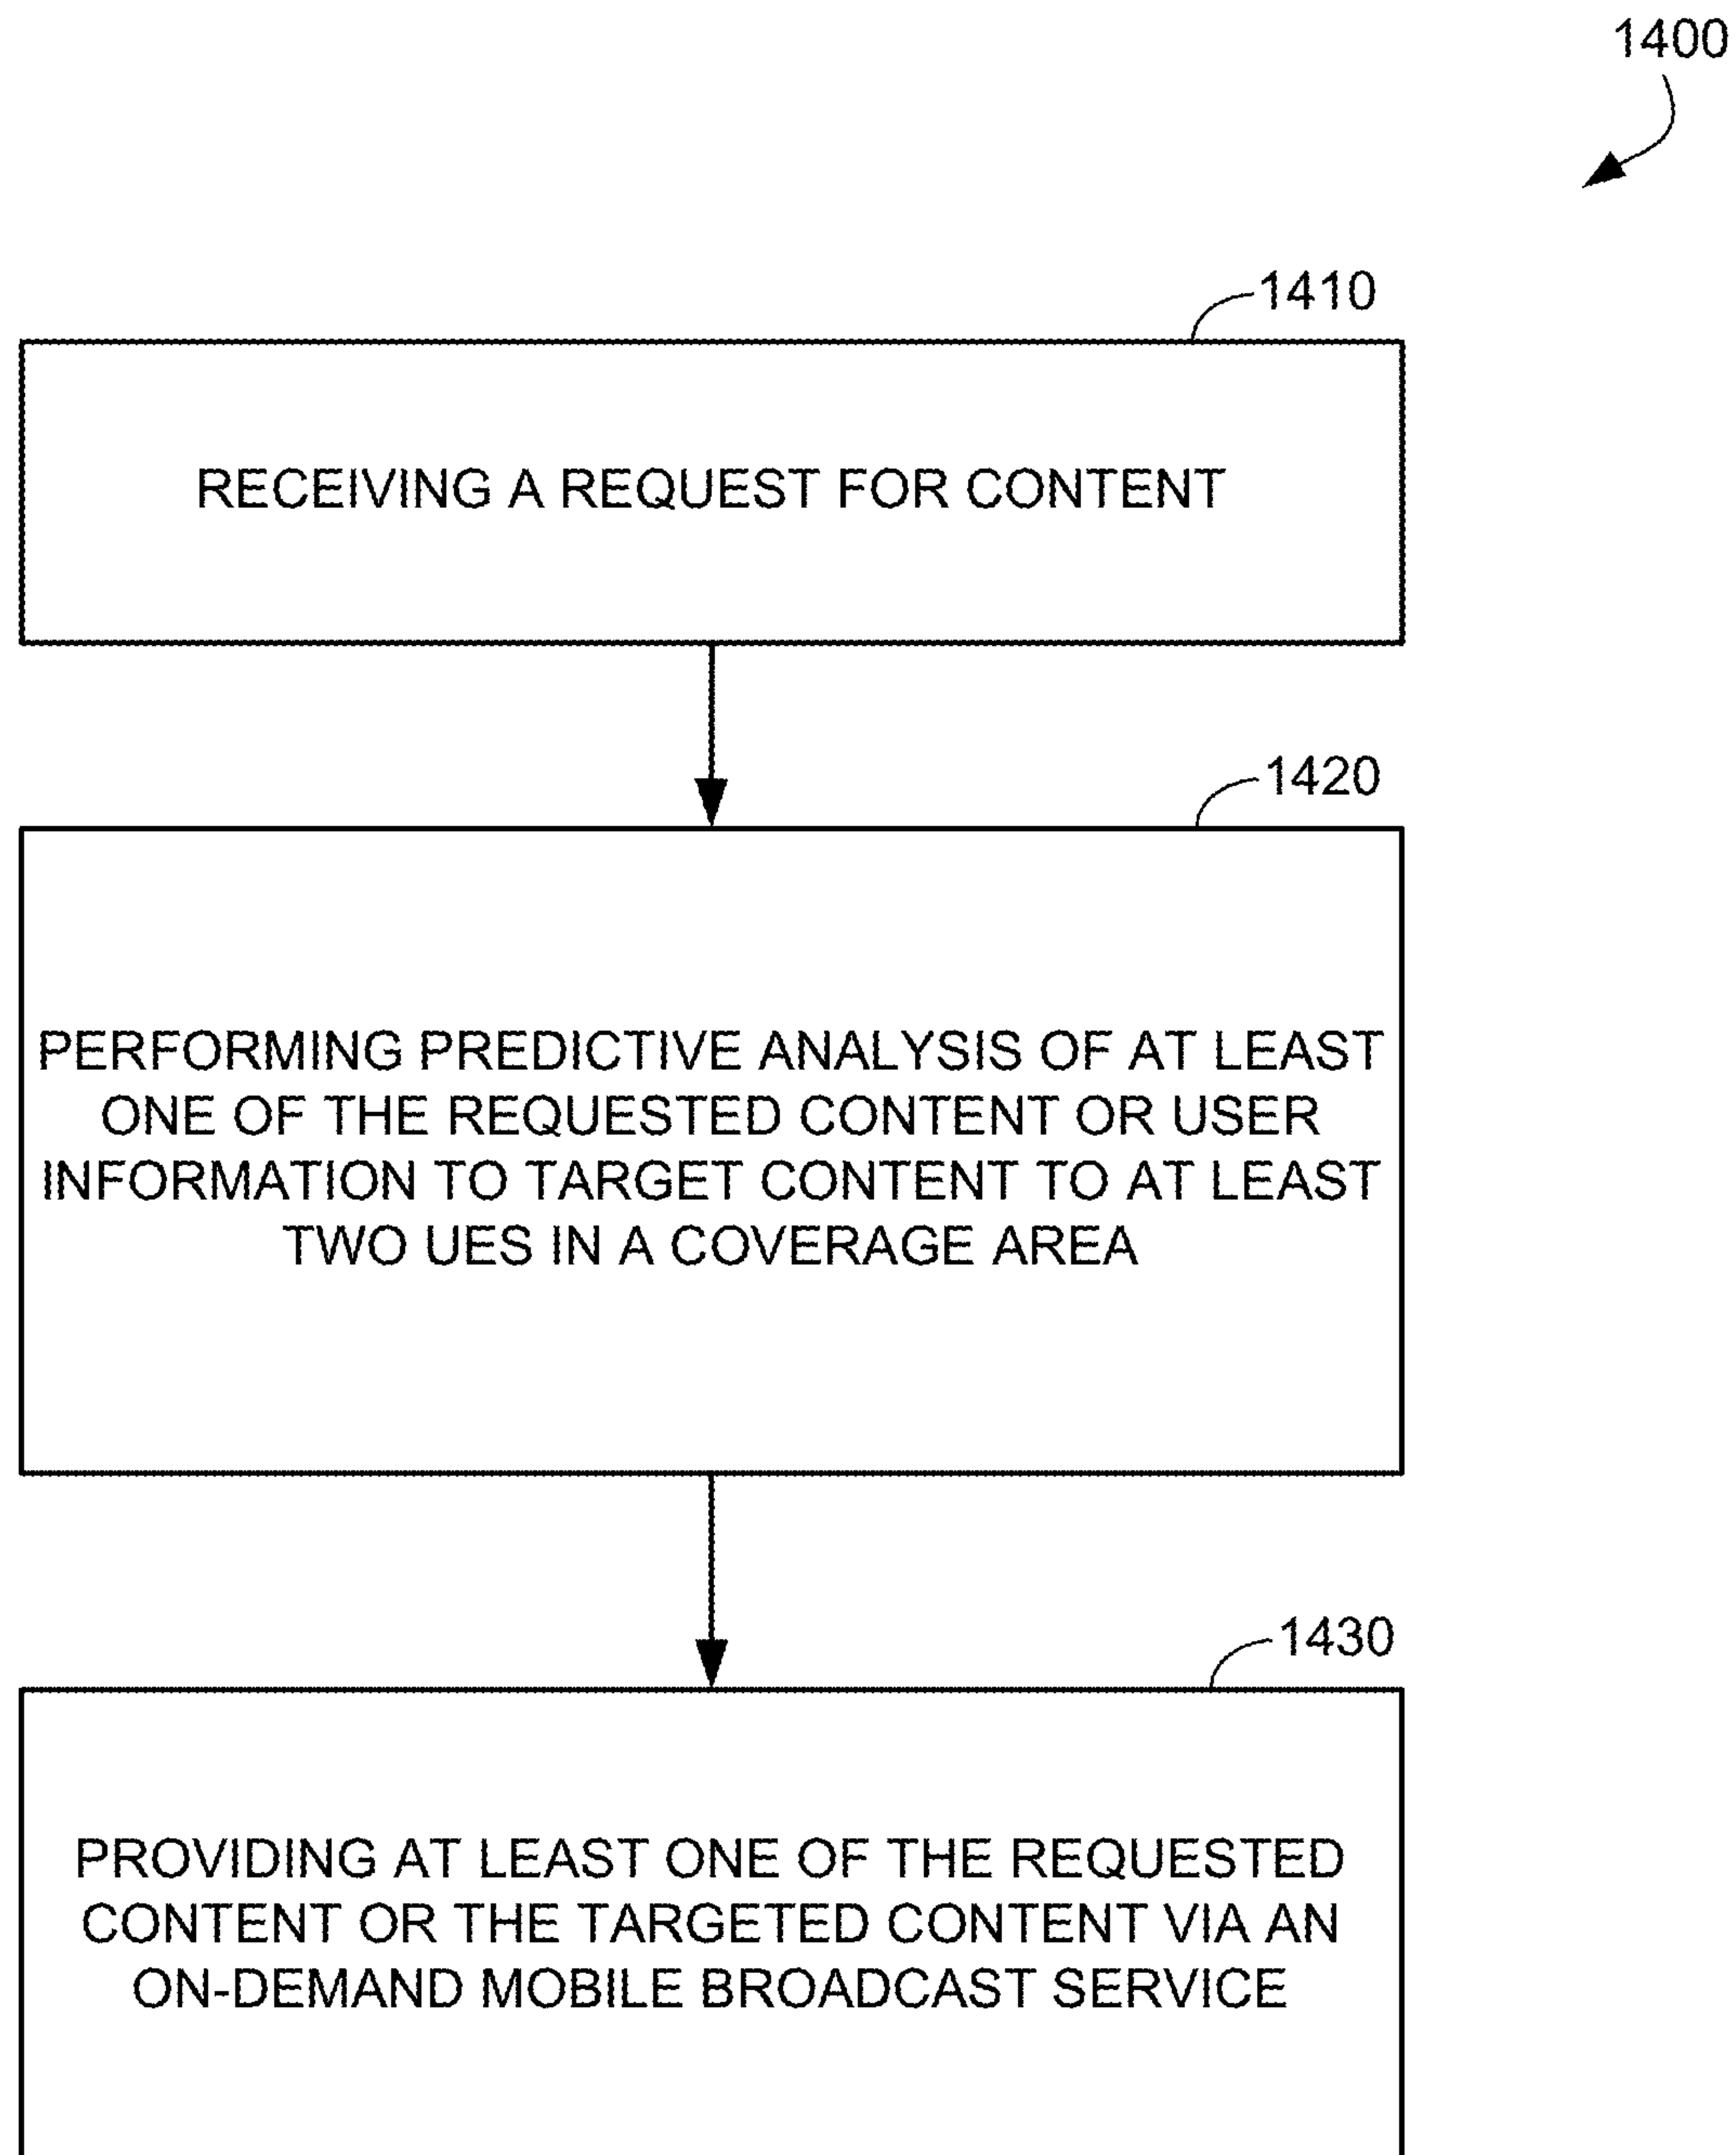 1400
1410
RECEIVING A REQUEST FOR CONTENT
1420
PERFORMING PREDICTIVE ANALYSIS OF AT LEAST
ONE OF THE REQUESTED CONTENT OR USER
INFORMATION TO TARGET CONTENT TO AT LEAST
TWO UES IN A COVERAGE AREA
1430
PROVIDING AT LEAST ONE OF THE REQUESTED
CONTENT OR THE TARGETED CONTENT VIA AN
ON-DEMAND MOBILE BROADCAST SERVICE